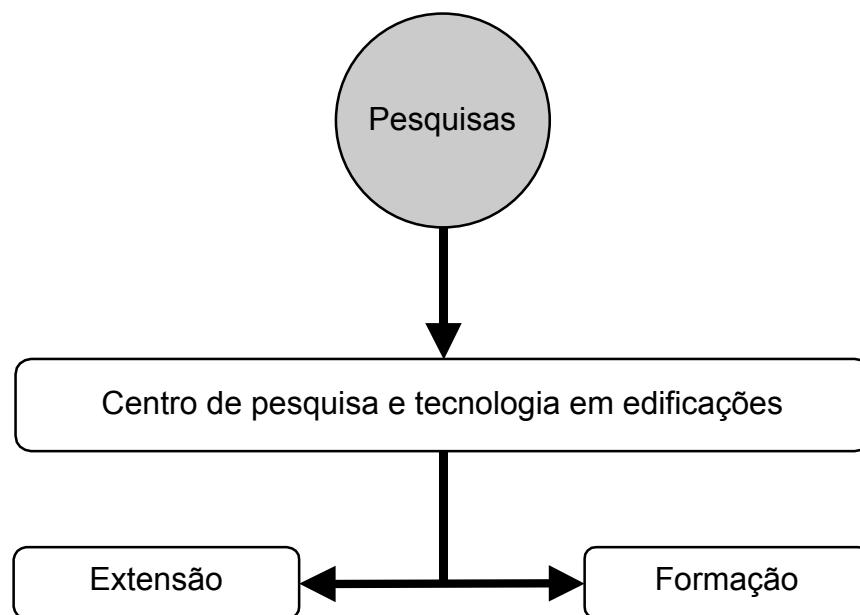 Pesquisas
Centro de pesquisa e tecnologia em edificações
Extensão
Formação